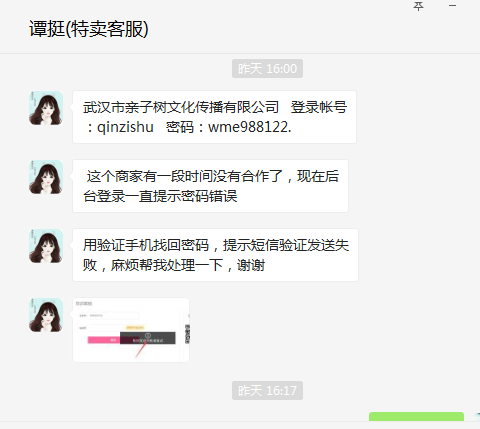 谭挺(特卖客服)
昨天 16:00
武汉市亲子树文化传播有限公司 登录帐号
：qinzishu 密码：wme988122.
这个商家有一段时间没有合作了，现在后
台登录一直提示密码错误
用验证手机找回密码，提示短信验证发送失
败，麻烦帮我处理一下，谢谢
昨天 16:17